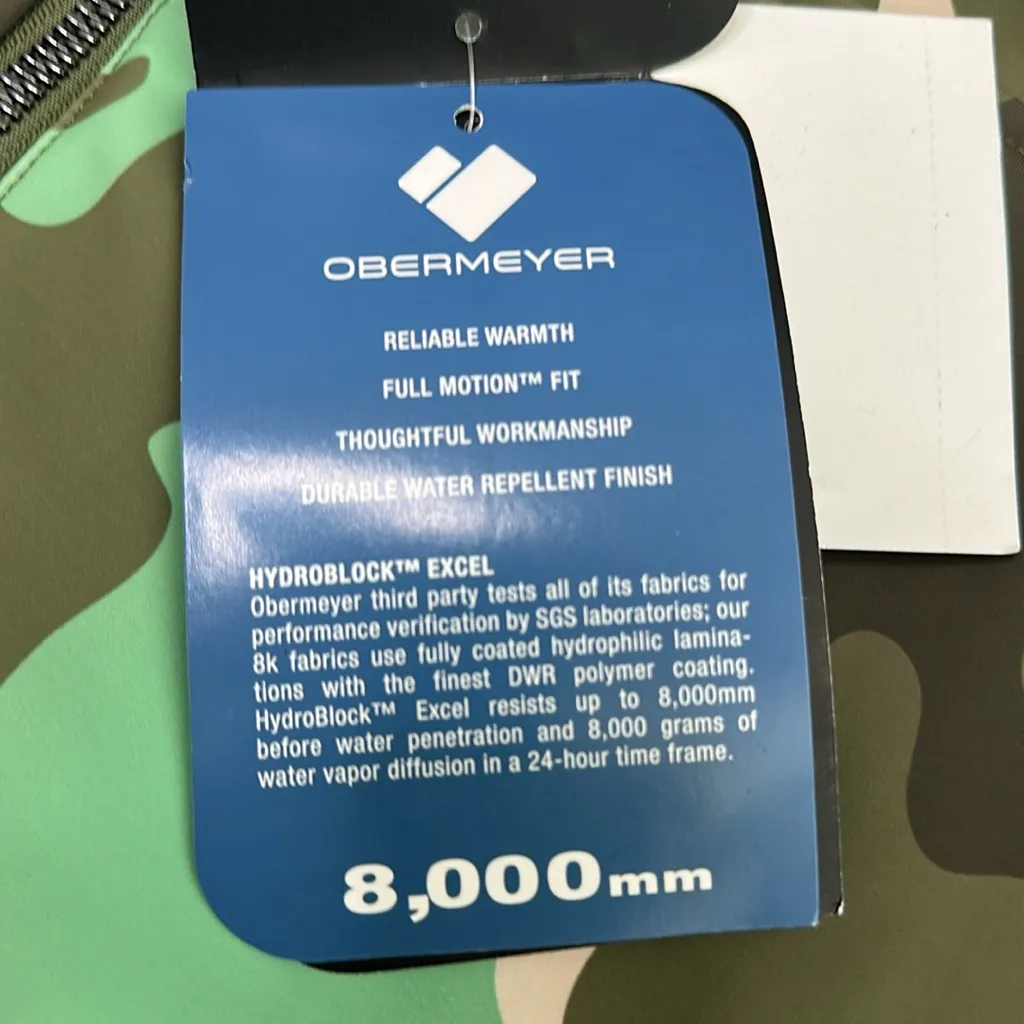 OBERMEYER
RELIABLE WARMTH
FULL MOTION™ FIT
THOUGHTFUL WORKMANSHIP
DURABLE WATER REPELLENT FINISH
HYDROBLOCK™ EXCEL
Obermeyer third party tests all of its fabrics for
performance verification by SGS laboratories; our
8k fabrics use fully coated hydrophilic lamina-
tions with the finest DWR polymer coating.
HydroBlock™ Excel resists up to 8,000mm
before water penetration and 8,000 grams of
water vapor diffusion in a 24-hour time frame.
8,000mm